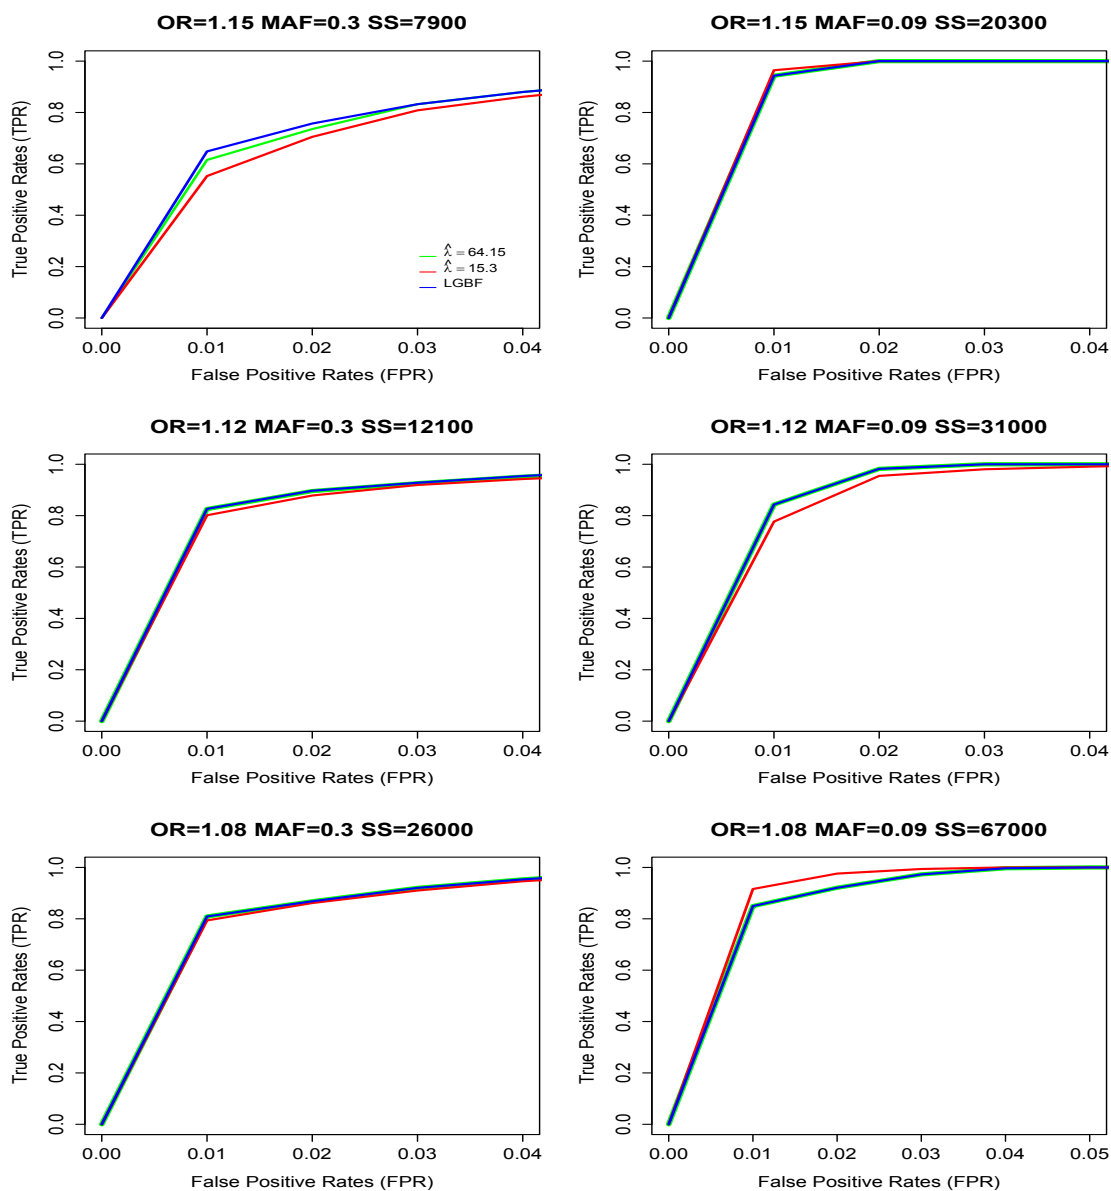 OR=1.15 MAF=0.3 SS=7900
True Positive Rates (TPR)
1.0
0.8
0.6
0.4
0.2
0.0
λ̂ = 64.15
λ̂ = 15.3
LGBF
0.00 0.01 0.02 0.03 0.04
False Positive Rates (FPR)
OR=1.15 MAF=0.09 SS=20300
True Positive Rates (TPR)
1.0
0.8
0.6
0.4
0.2
0.0
0.00 0.01 0.02 0.03 0.04
False Positive Rates (FPR)
OR=1.12 MAF=0.3 SS=12100
True Positive Rates (TPR)
1.0
0.8
0.6
0.4
0.2
0.0
0.00 0.01 0.02 0.03 0.04
False Positive Rates (FPR)
OR=1.12 MAF=0.09 SS=31000
True Positive Rates (TPR)
1.0
0.8
0.6
0.4
0.2
0.0
0.00 0.01 0.02 0.03 0.04
False Positive Rates (FPR)
OR=1.08 MAF=0.3 SS=26000
True Positive Rates (TPR)
1.0
0.8
0.6
0.4
0.2
0.0
0.00 0.01 0.02 0.03 0.04
False Positive Rates (FPR)
OR=1.08 MAF=0.09 SS=67000
True Positive Rates (TPR)
1.0
0.8
0.6
0.4
0.2
0.0
0.00 0.01 0.02 0.03 0.04 0.05
False Positive Rates (FPR)